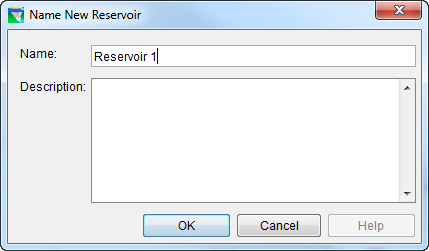 Name New Reservoir
Name: Reservoir 1
Description:
OK Cancel Help